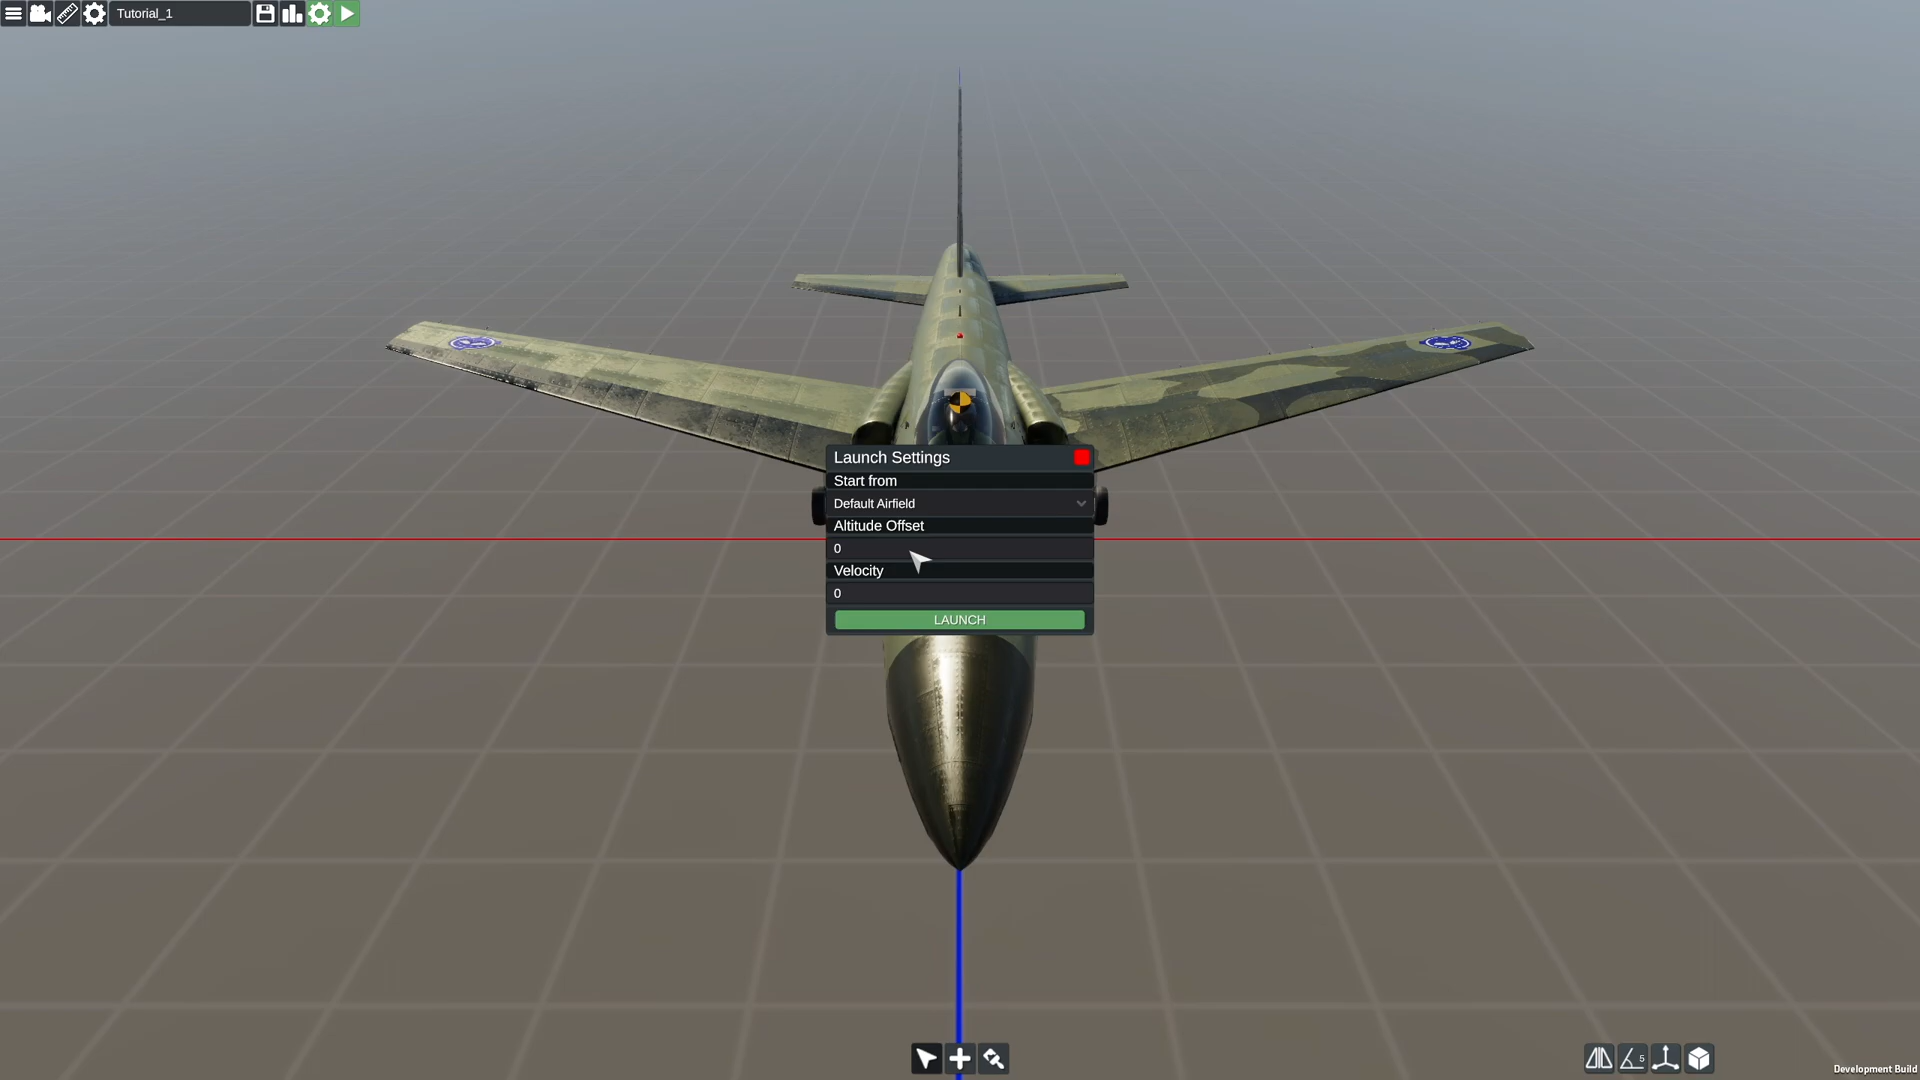 Tutorial_1
Launch Settings
Start from
Default Airfield
Altitude Offset
0
Velocity
0
LAUNCH
5
Development Build